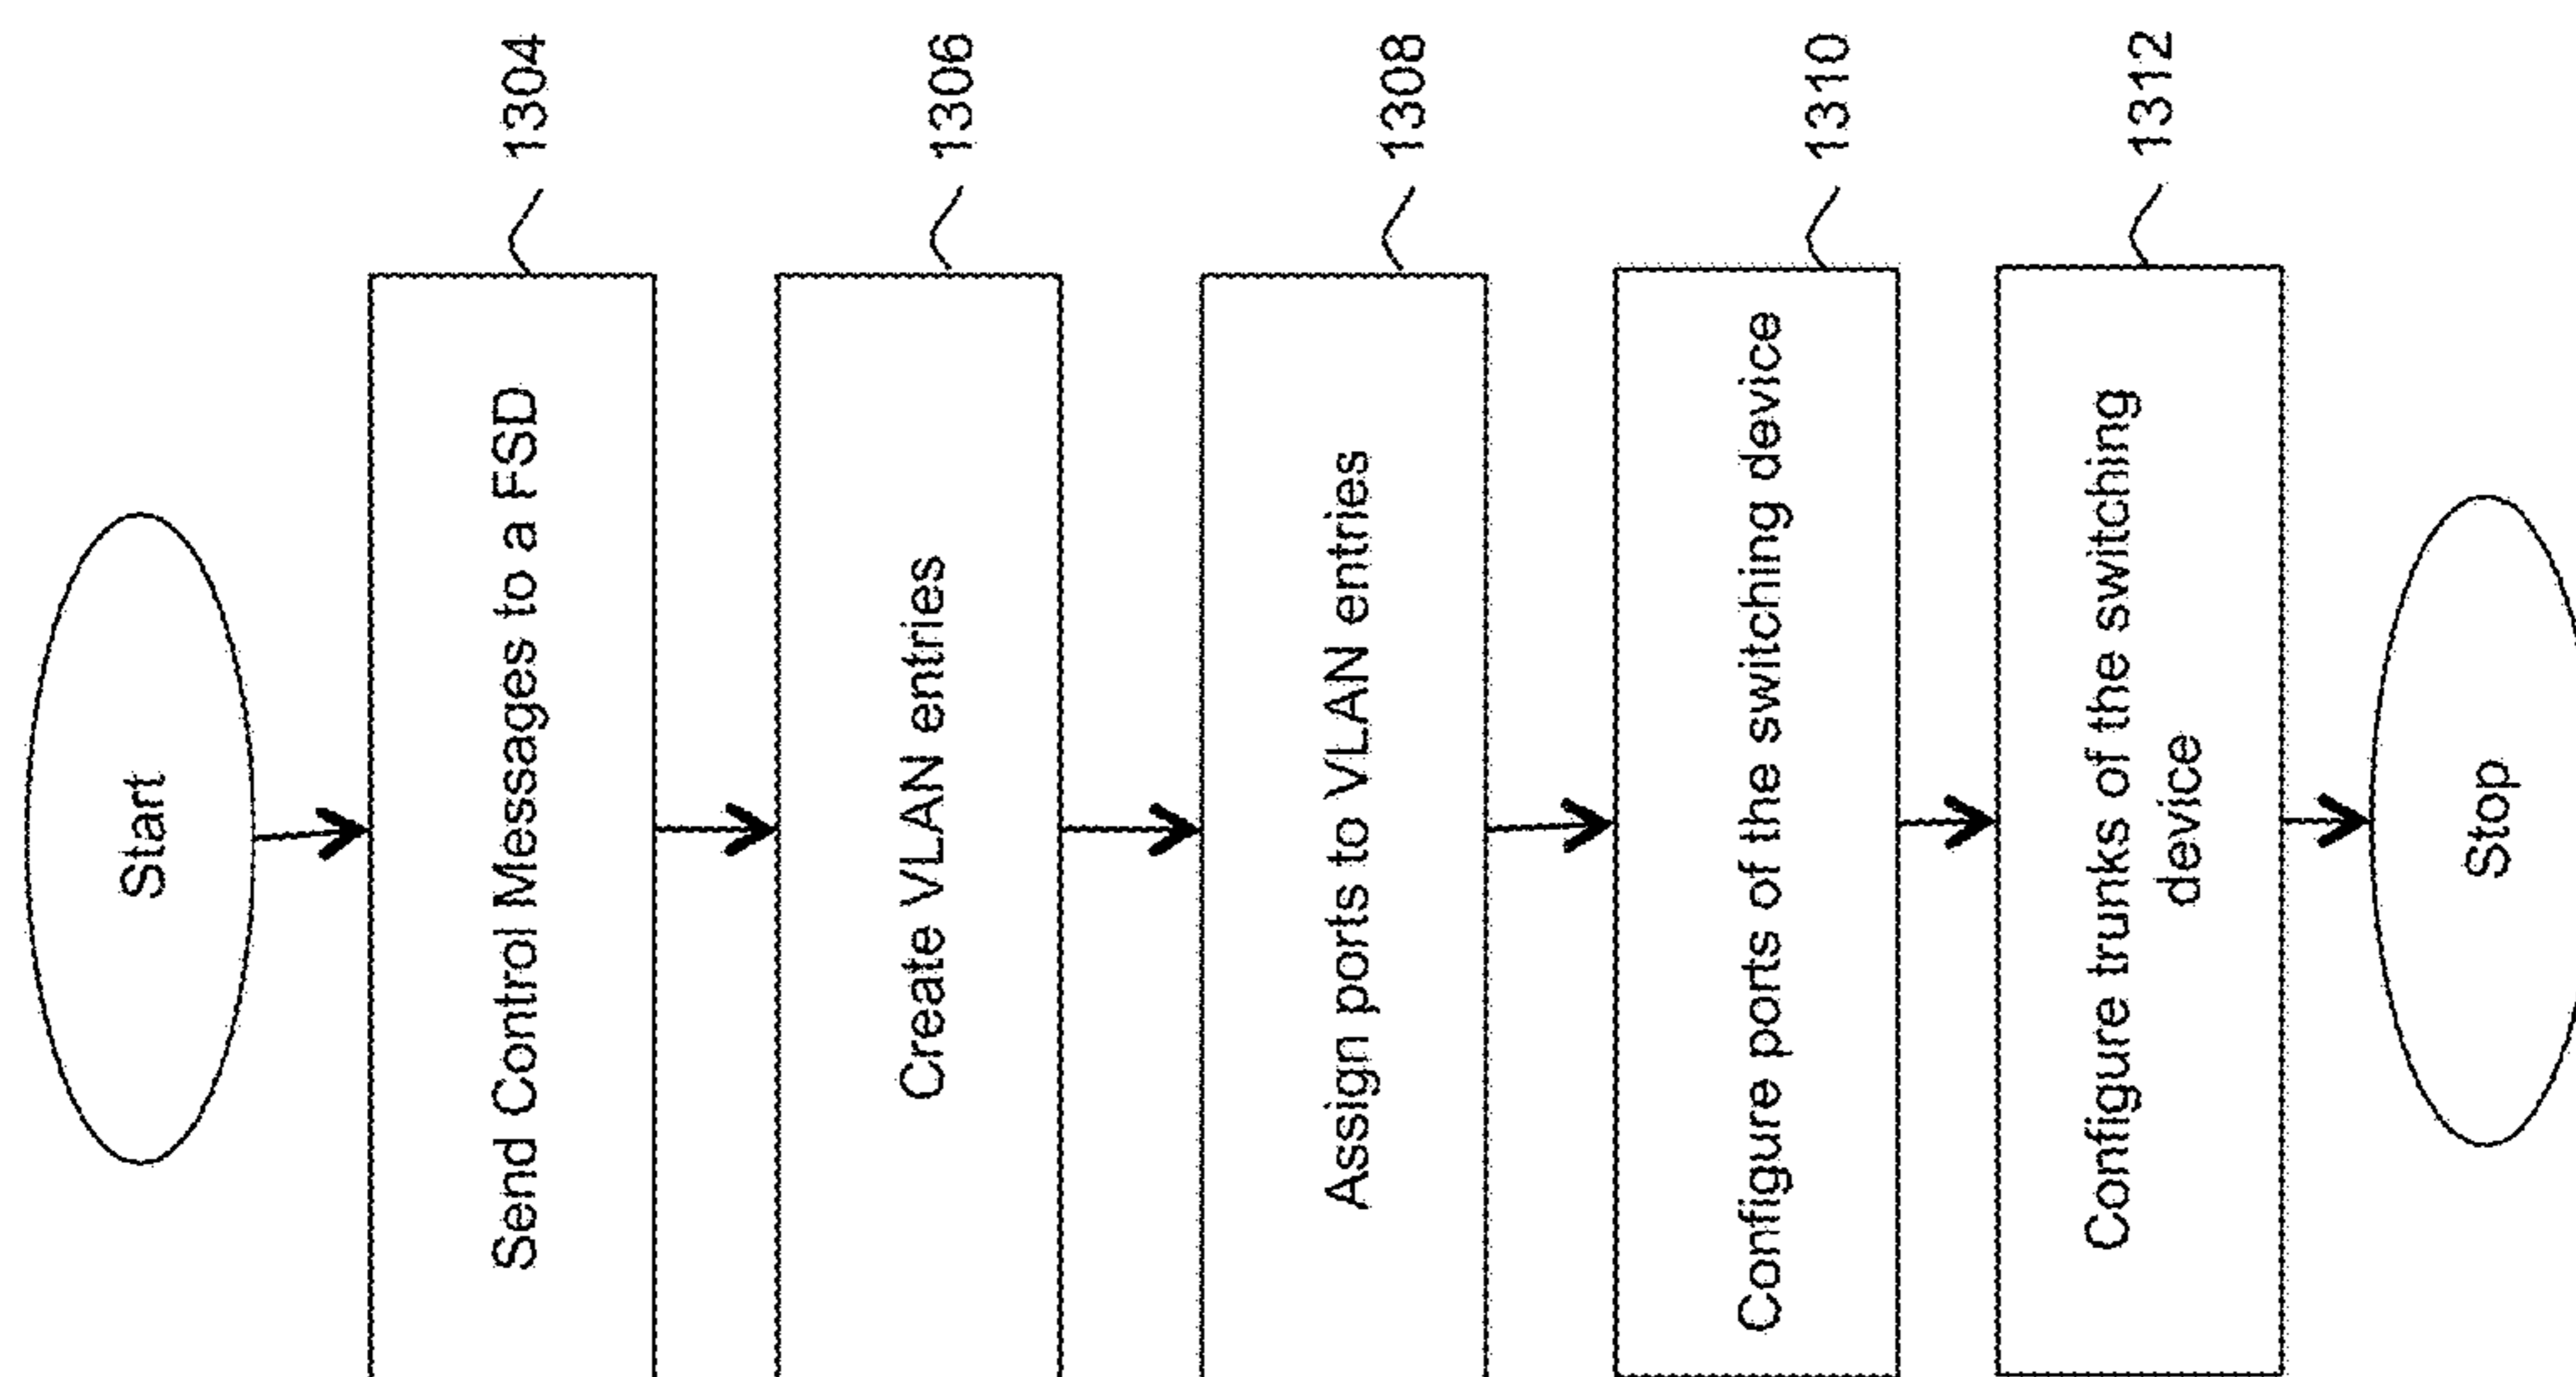 Start
Send Control Messages to a FSD
1304
Create VLAN entries
1306
Assign ports to VLAN entries
1308
Configure ports of the switching device
1310
Configure trunks of the switching
device
1312
Stop